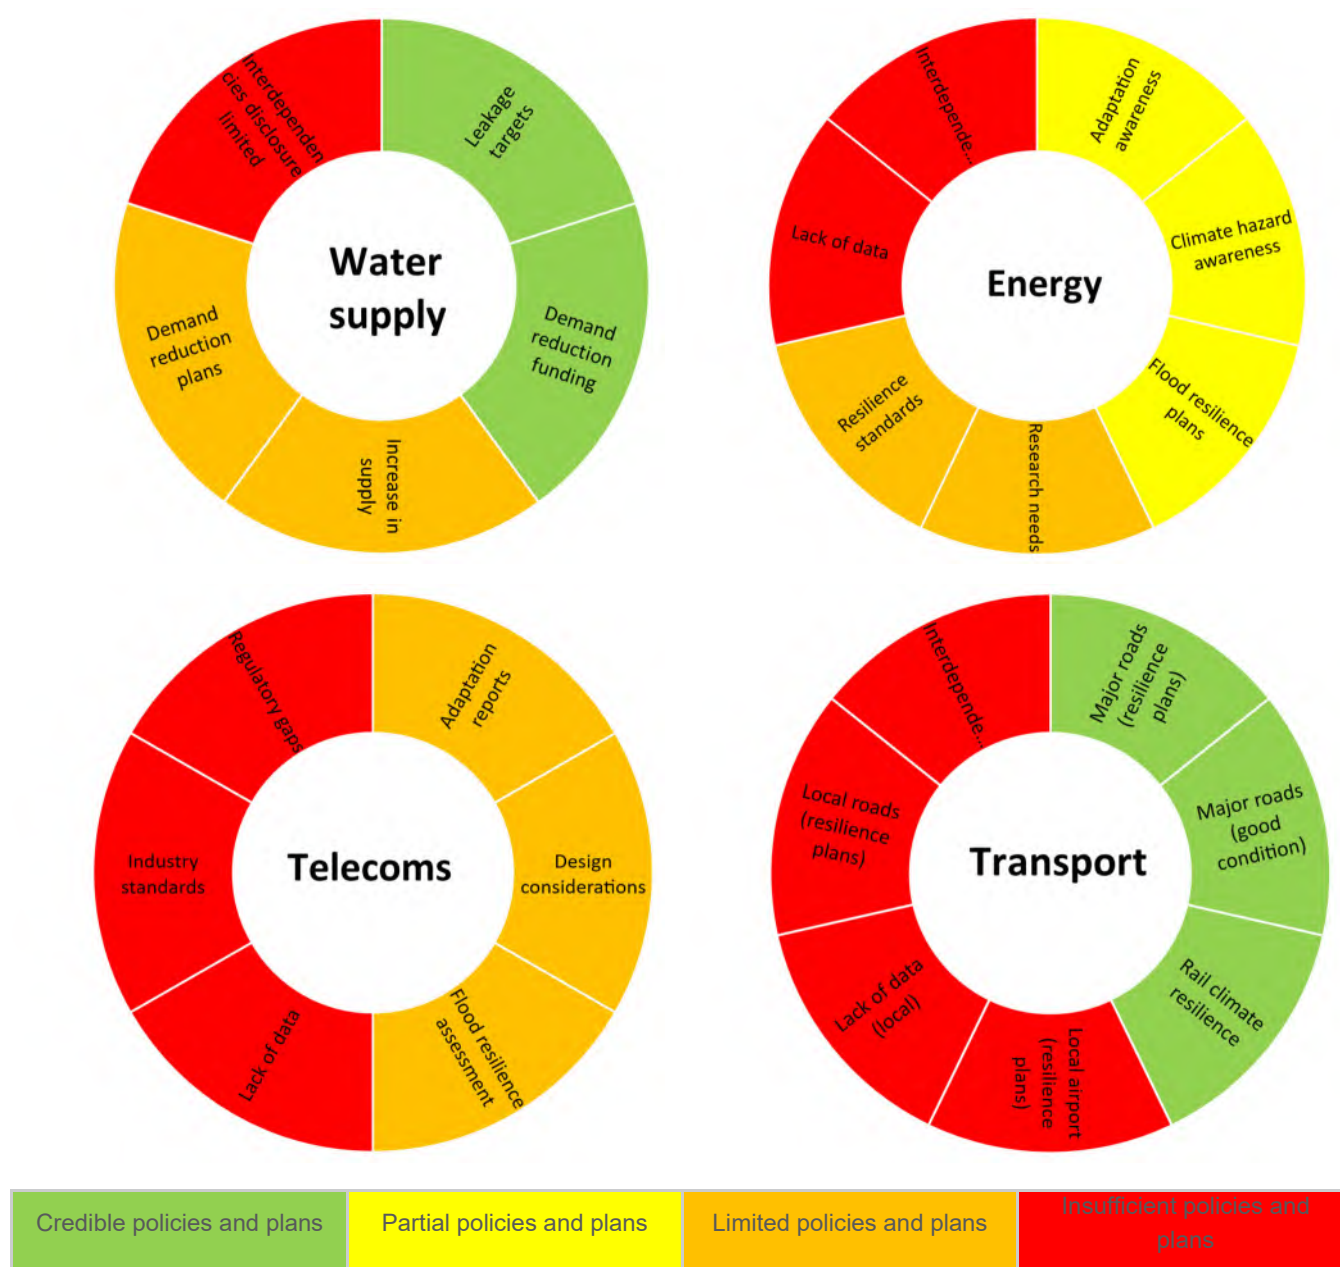 Interdependen
cies disclosure
limited
Leakage
targets
Demand
reduction
funding
Increase in
supply
Demand
reduction
plans
Water
supply
Interdepende...
Adaptation
awareness
Climate hazard
awareness
Flood resilience
plans
Research needs
Resilience
standards
Lack of data
Energy
Regulatory gaps
Adaptation
reports
Design
considerations
Flood resilience
assessment
Lack of data
Industry
standards
Telecoms
Interdepende...
Major roads
(resilience
plans)
Major roads
(good
condition)
Rail climate
resilience
Local airport
(resilience
plans)
Lack of data
(local)
Local roads
(resilience
plans)
Transport
Credible policies and plans
Partial policies and plans
Limited policies and plans
Insufficient policies and
plans